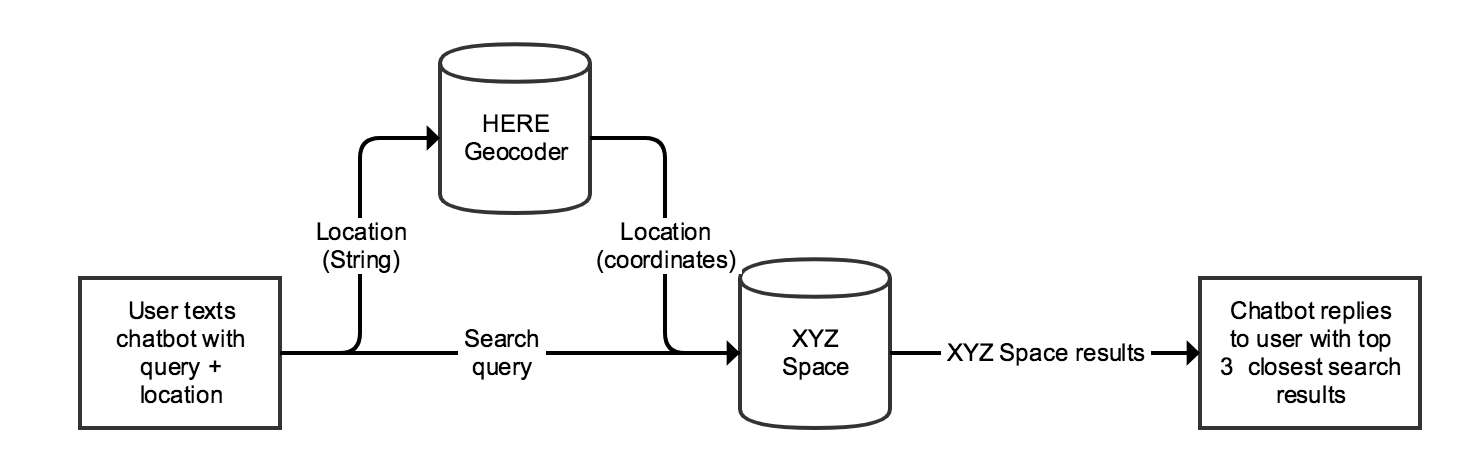 HERE
Geocoder
Location
(String)
Location
(coordinates)
User texts
chatbot with
query +
location
Search
query
XYZ
Space
XYZ Space results
Chatbot replies
to user with top
3 closest search
results